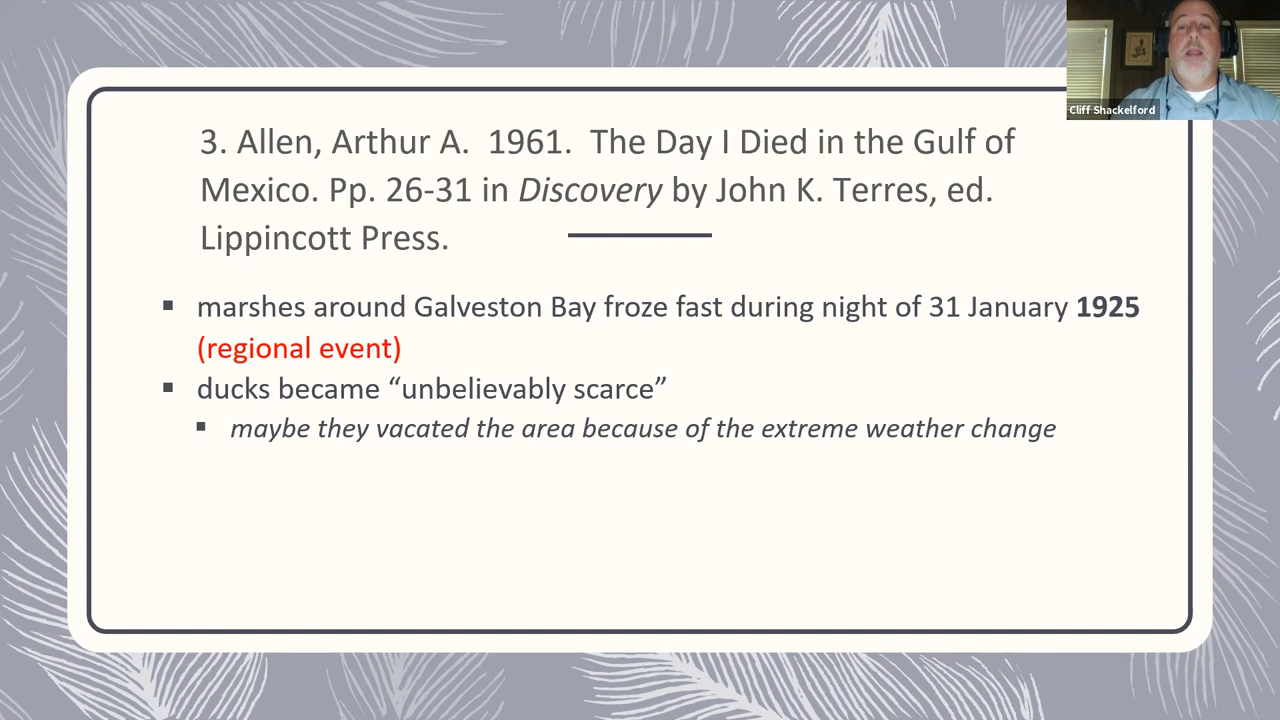 Cliff Shackelford
3. Allen, Arthur A.  1961.  The Day I Died in the Gulf of
Mexico. Pp. 26-31 in Discovery by John K. Terres, ed.
Lippincott Press.
▪ marshes around Galveston Bay froze fast during night of 31 January 1925
(regional event)
▪ ducks became “unbelievably scarce”
▪ maybe they vacated the area because of the extreme weather change